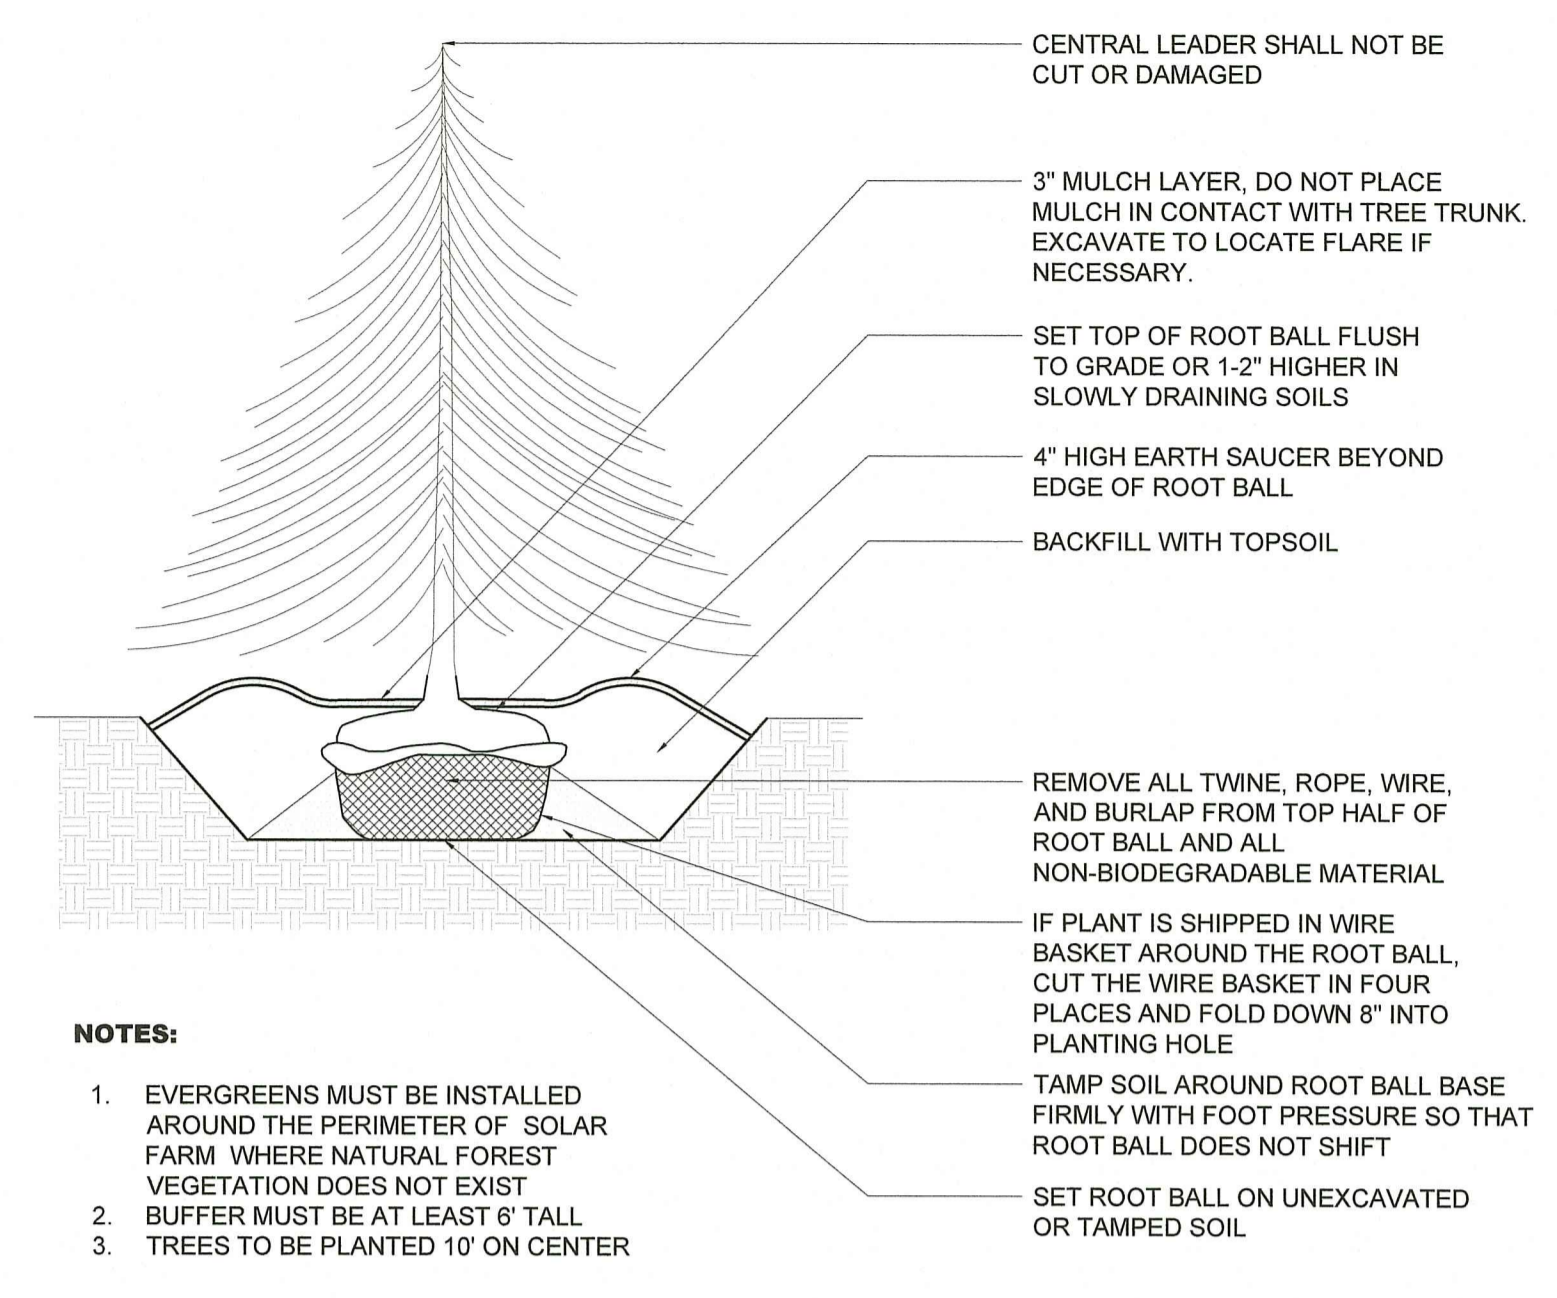 CENTRAL LEADER SHALL NOT BE
CUT OR DAMAGED
3" MULCH LAYER, DO NOT PLACE
MULCH IN CONTACT WITH TREE TRUNK.
EXCAVATE TO LOCATE FLARE IF
NECESSARY.
SET TOP OF ROOT BALL FLUSH
TO GRADE OR 1-2" HIGHER IN
SLOWLY DRAINING SOILS
4" HIGH EARTH SAUCER BEYOND
EDGE OF ROOT BALL
BACKFILL WITH TOPSOIL
REMOVE ALL TWINE, ROPE, WIRE,
AND BURLAP FROM TOP HALF OF
ROOT BALL AND ALL
NON-BIODEGRADABLE MATERIAL
IF PLANT IS SHIPPED IN WIRE
BASKET AROUND THE ROOT BALL,
CUT THE WIRE BASKET IN FOUR
PLACES AND FOLD DOWN 8" INTO
PLANTING HOLE
TAMP SOIL AROUND ROOT BALL BASE
FIRMLY WITH FOOT PRESSURE SO THAT
ROOT BALL DOES NOT SHIFT
SET ROOT BALL ON UNEXCAVATED
OR TAMPED SOIL
NOTES:
1. EVERGREENS MUST BE INSTALLED
AROUND THE PERIMETER OF SOLAR
FARM WHERE NATURAL FOREST
VEGETATION DOES NOT EXIST
2. BUFFER MUST BE AT LEAST 6' TALL
3. TREES TO BE PLANTED 10' ON CENTER